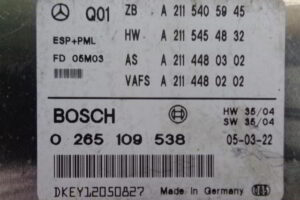 Q01 ZB A 211 540 59 45
ESP+PML HW A 211 545 48 32
FD 05M03 AS A 211 448 03 02
VAFS A 211 448 02 02
BOSCH HW 35/04
SW 35/04
0 265 109 538 05-03-22
DKEY12050827 Made in Germany